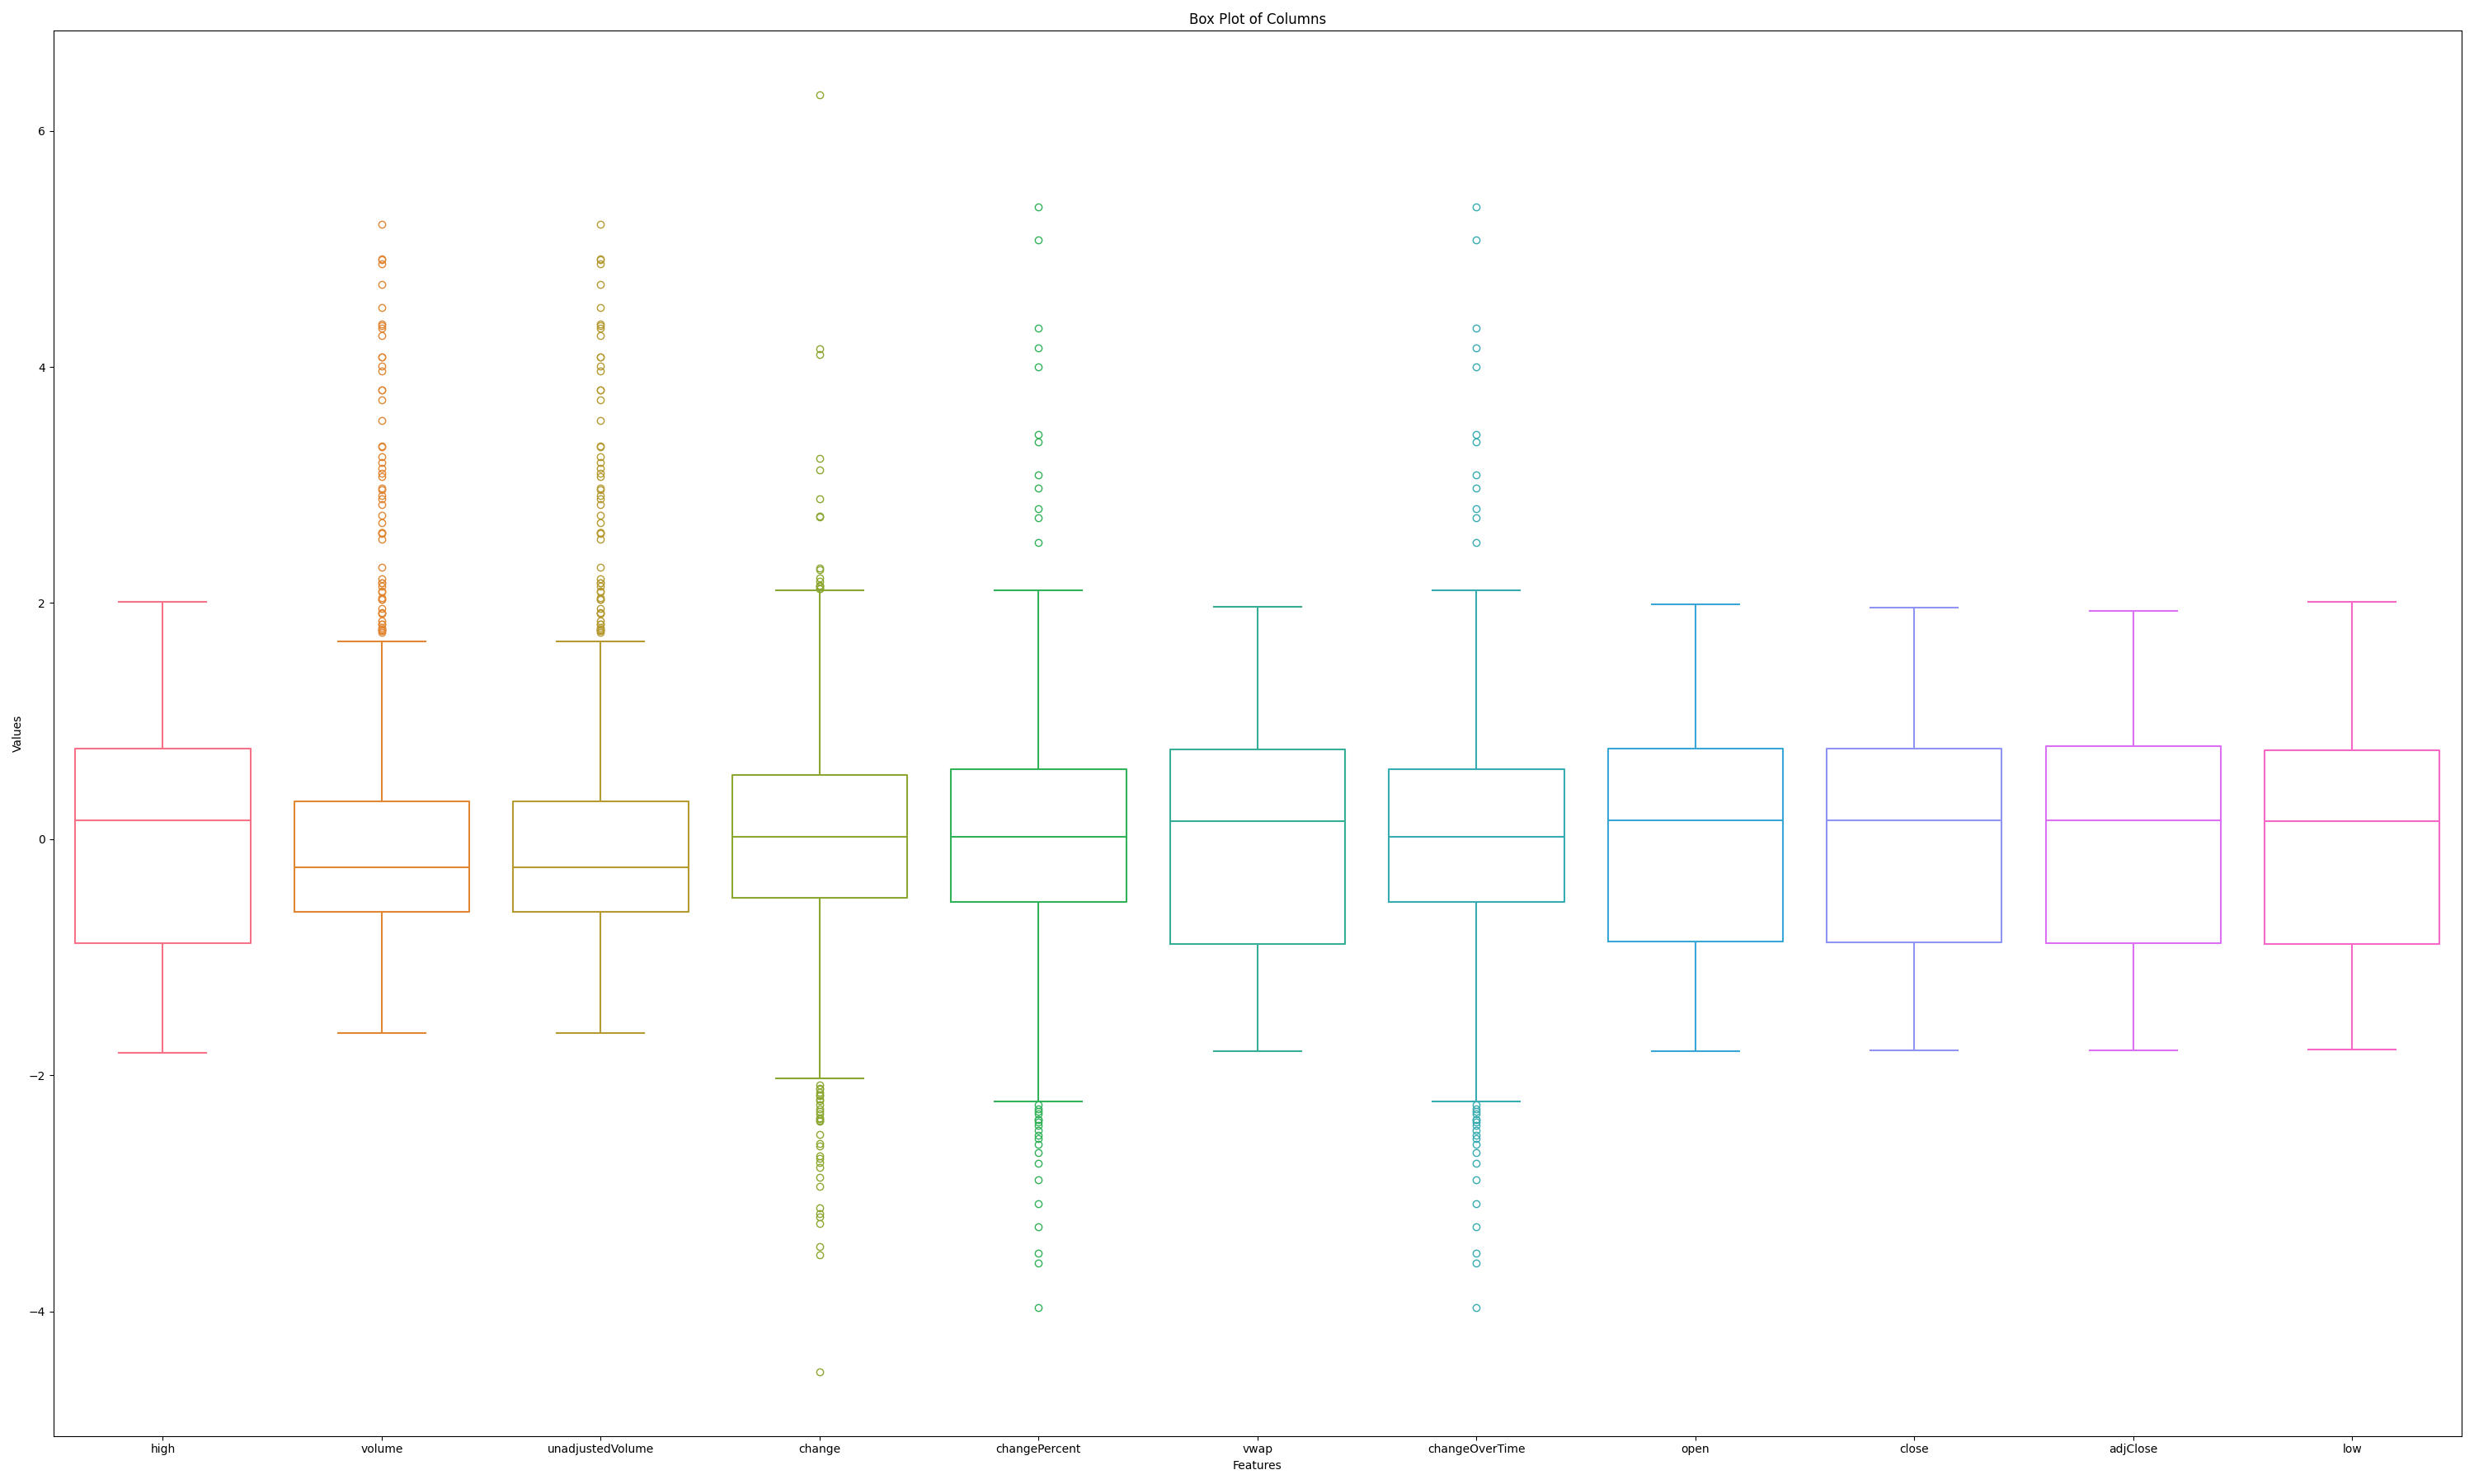 Box Plot of Columns
6
4
2
0
−2
−4
Values
high volume unadjustedVolume change changePercent vwap changeOverTime open close adjClose low
Features